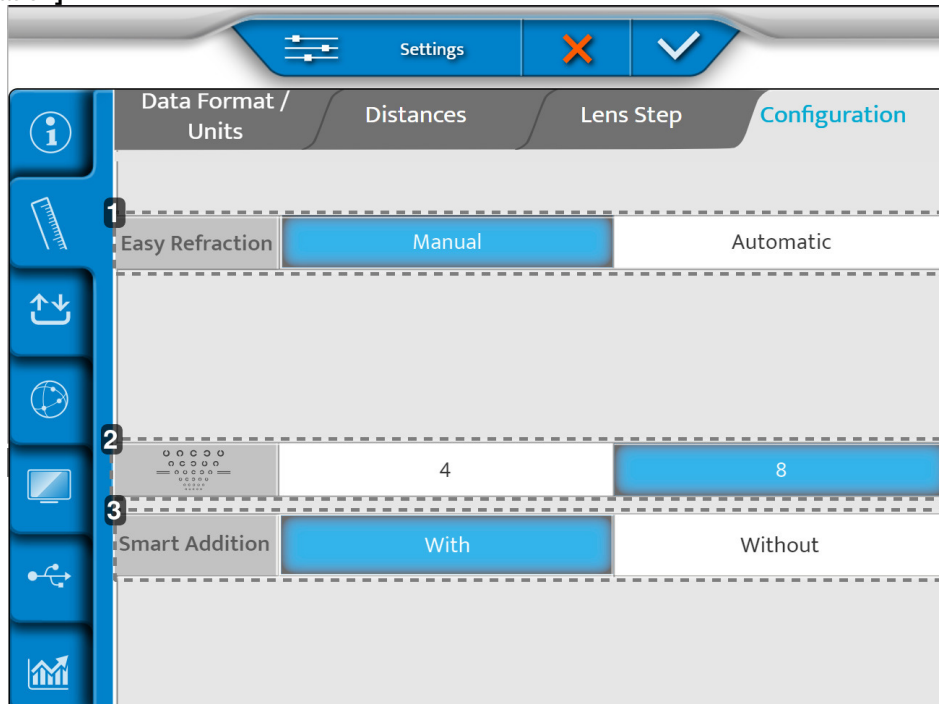 Settings
Data Format / Units
Distances
Lens Step
Configuration
1
Easy Refraction
Manual
Automatic
2
4
8
3
Smart Addition
With
Without